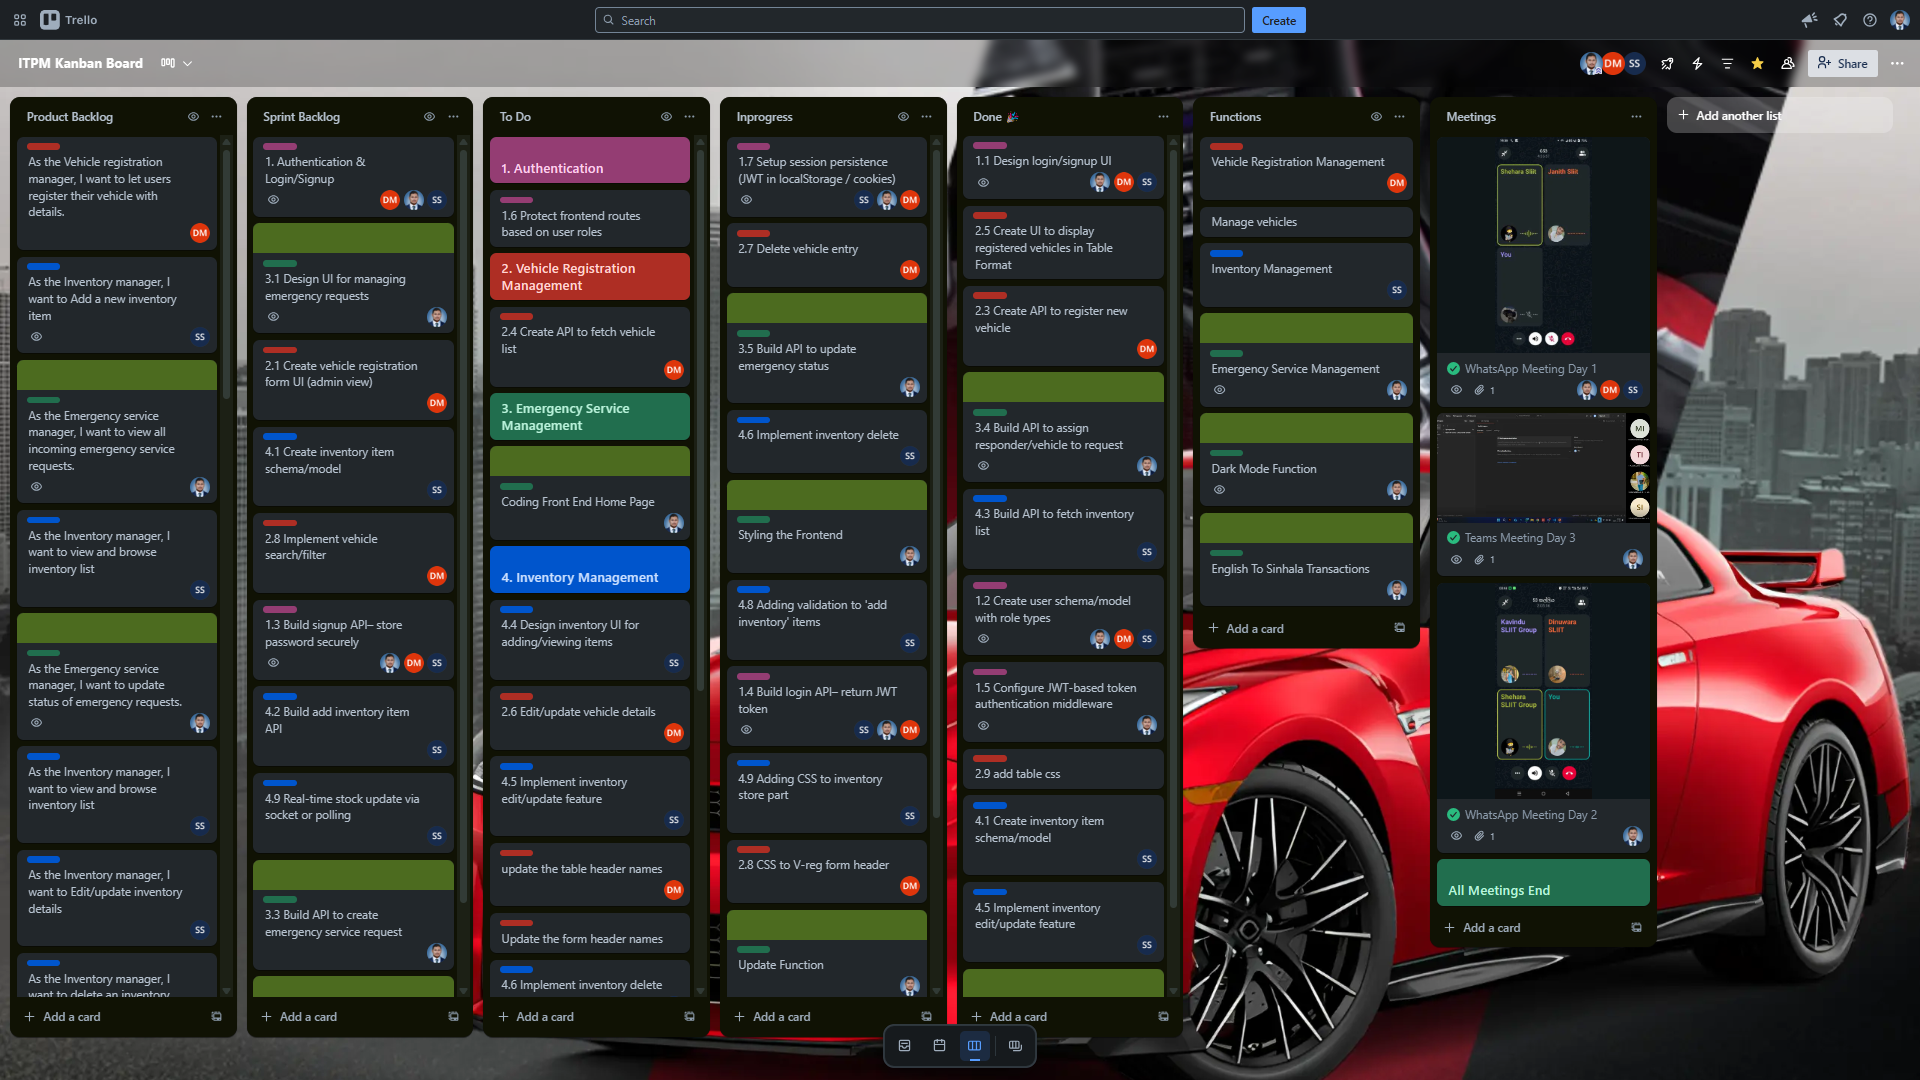 Trello
Search
Create
ITPM Kanban Board
DM
SS
Share
Product Backlog
As the Vehicle registration
manager, I want to let users
register their vehicle with
details.
DM
As the Inventory manager, I
want to Add a new inventory
item
SS
As the Emergency service
manager, I want to view all
incoming emergency service
requests.
As the Inventory manager, I
want to view and browse
inventory list
SS
As the Emergency service
manager, I want to update
status of emergency requests.
As the Inventory manager, I
want to view and browse
inventory list
SS
As the Inventory manager, I
want to Edit/update inventory
details
SS
As the Inventory manager, I
want to delete an inventory
Add a card
Sprint Backlog
1. Authentication &
Login/Signup
DM
SS
3.1 Design UI for managing
emergency requests
2.1 Create vehicle registration
form UI (admin view)
DM
4.1 Create inventory item
schema/model
SS
2.8 Implement vehicle
search/filter
DM
1.3 Build signup API– store
password securely
DM
SS
4.2 Build add inventory item
API
SS
4.9 Real-time stock update via
socket or polling
SS
3.3 Build API to create
emergency service request
Add a card
To Do
1. Authentication
1.6 Protect frontend routes
based on user roles
2. Vehicle Registration
Management
2.4 Create API to fetch vehicle
list
DM
3. Emergency Service
Management
Coding Front End Home Page
4. Inventory Management
4.4 Design inventory UI for
adding/viewing items
SS
2.6 Edit/update vehicle details
DM
4.5 Implement inventory
edit/update feature
SS
update the table header names
DM
Update the form header names
4.6 Implement inventory delete
Add a card
Inprogress
1.7 Setup session persistence
(JWT in localStorage / cookies)
SS
DM
2.7 Delete vehicle entry
DM
3.5 Build API to update
emergency status
4.6 Implement inventory delete
SS
Styling the Frontend
4.8 Adding validation to 'add
inventory' items
SS
1.4 Build login API– return JWT
token
SS
DM
4.9 Adding CSS to inventory
store part
SS
2.8 CSS to V-reg form header
DM
Update Function
Add a card
Done 🎉
1.1 Design login/signup UI
DM
SS
2.5 Create UI to display
registered vehicles in Table
Format
2.3 Create API to register new
vehicle
DM
3.4 Build API to assign
responder/vehicle to request
4.3 Build API to fetch inventory
list
SS
1.2 Create user schema/model
with role types
DM
SS
1.5 Configure JWT-based token
authentication middleware
2.9 add table css
4.1 Create inventory item
schema/model
SS
4.5 Implement inventory
edit/update feature
SS
Add a card
Functions
Vehicle Registration Management
DM
Manage vehicles
Inventory Management
SS
Emergency Service Management
Dark Mode Function
English To Sinhala Transactions
Add a card
Meetings
Shehara Sliit
Janith Sliit
You
WhatsApp Meeting Day 1
1
DM
SS
MI
TI
SI
Teams Meeting Day 3
1
Kavindu
SLIIT Group
Dinuwara
SLIIT
Shehara
SLIIT Group
You
WhatsApp Meeting Day 2
1
All Meetings End
Add a card
Add another list